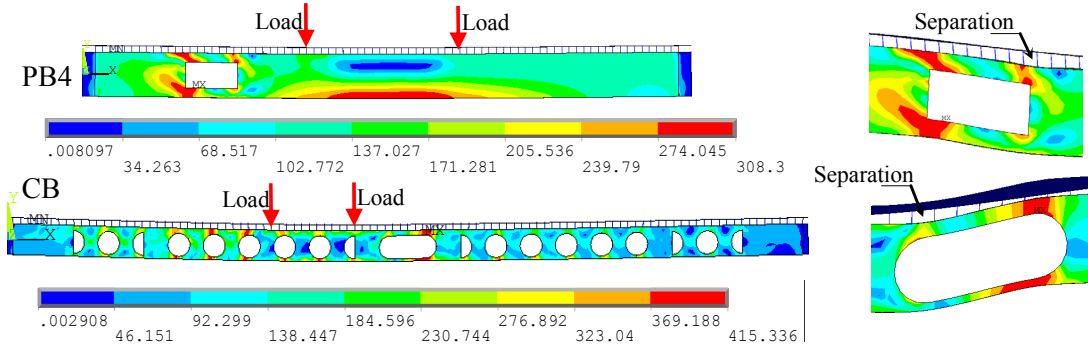 Load Load
Separation
Y
MN
X
PB4
MX
MX
.008097 68.517 137.027 205.536 274.045
34.263 102.772 171.281 239.79 308.3
CB
Load Load
Separation
Y
MN
X
MX
MX
.002908 92.299 184.596 276.892 369.188
46.151 138.447 230.744 323.04 415.336